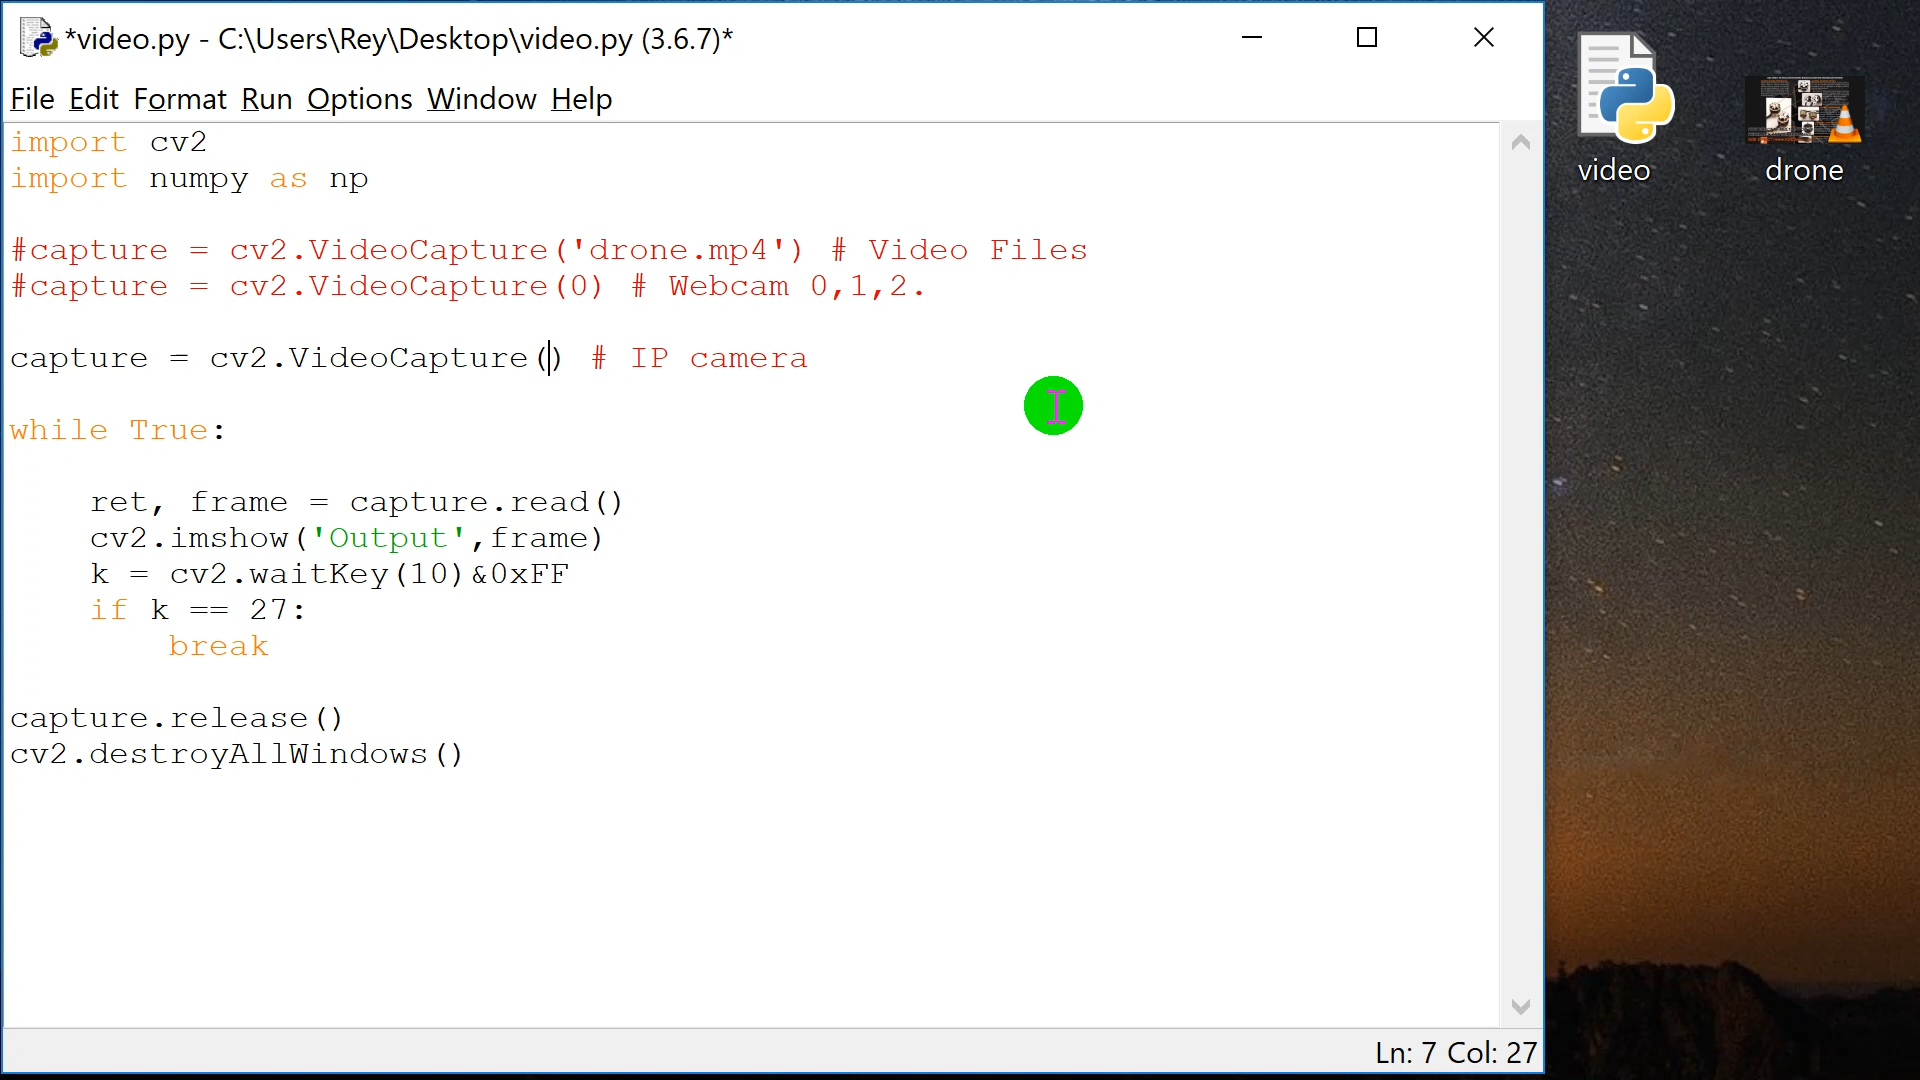 *video.py - C:\Users\Rey\Desktop\video.py (3.6.7)*
File Edit Format Run Options Window Help
import cv2
import numpy as np
#capture = cv2.VideoCapture('drone.mp4') # Video Files
#capture = cv2.VideoCapture(0) # Webcam 0,1,2.
capture = cv2.VideoCapture() # IP camera
while True:
ret, frame = capture.read()
cv2.imshow('Output',frame)
k = cv2.waitKey(10)&0xFF
if k == 27:
break
capture.release()
cv2.destroyAllWindows()
Ln: 7 Col: 27
video
drone